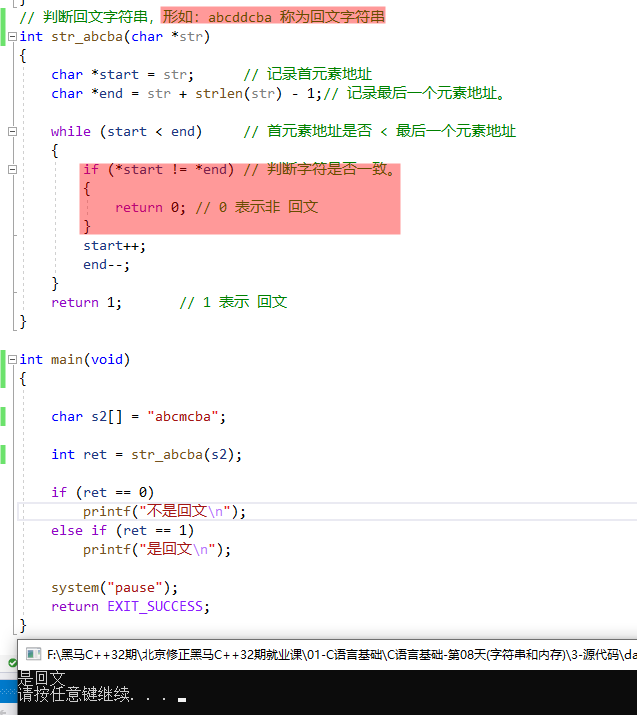 // 判断回文字符串，形如：abcddcba 称为回文字符串
int str_abcba(char *str)
{
    char *start = str;      // 记录首元素地址
    char *end = str + strlen(str) - 1;// 记录最后一个元素地址。
    while (start < end)     // 首元素地址是否 < 最后一个元素地址
    {
        if (*start != *end) // 判断字符是否一致。
        {
            return 0; // 0 表示非 回文
        }
        start++;
        end--;
    }
    return 1;       // 1 表示 回文
}
int main(void)
{
    char s2[] = "abcmcba";
    int ret = str_abcba(s2);
    if (ret == 0)
        printf("不是回文\n");
    else if (ret == 1)
        printf("是回文\n");
    system("pause");
    return EXIT_SUCCESS;
}
F:\黑马C++32期\北京修正黑马C++32期就业课\01-C语言基础\C语言基础-第08天(字符串和内存)\3-源代码\da
是回文
请按任意键继续. . .